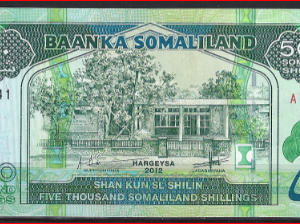 BAANKA SOMALILAND
HARGEYSA
2012
SHAN KUN SL SHILIN
FIVE THOUSAND SOMALILAND SHILLINGS